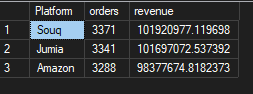 Platform orders revenue
1 Souq 3371 101920977.119698
2 Jumia 3341 101697072.537392
3 Amazon 3288 98377674.8182373